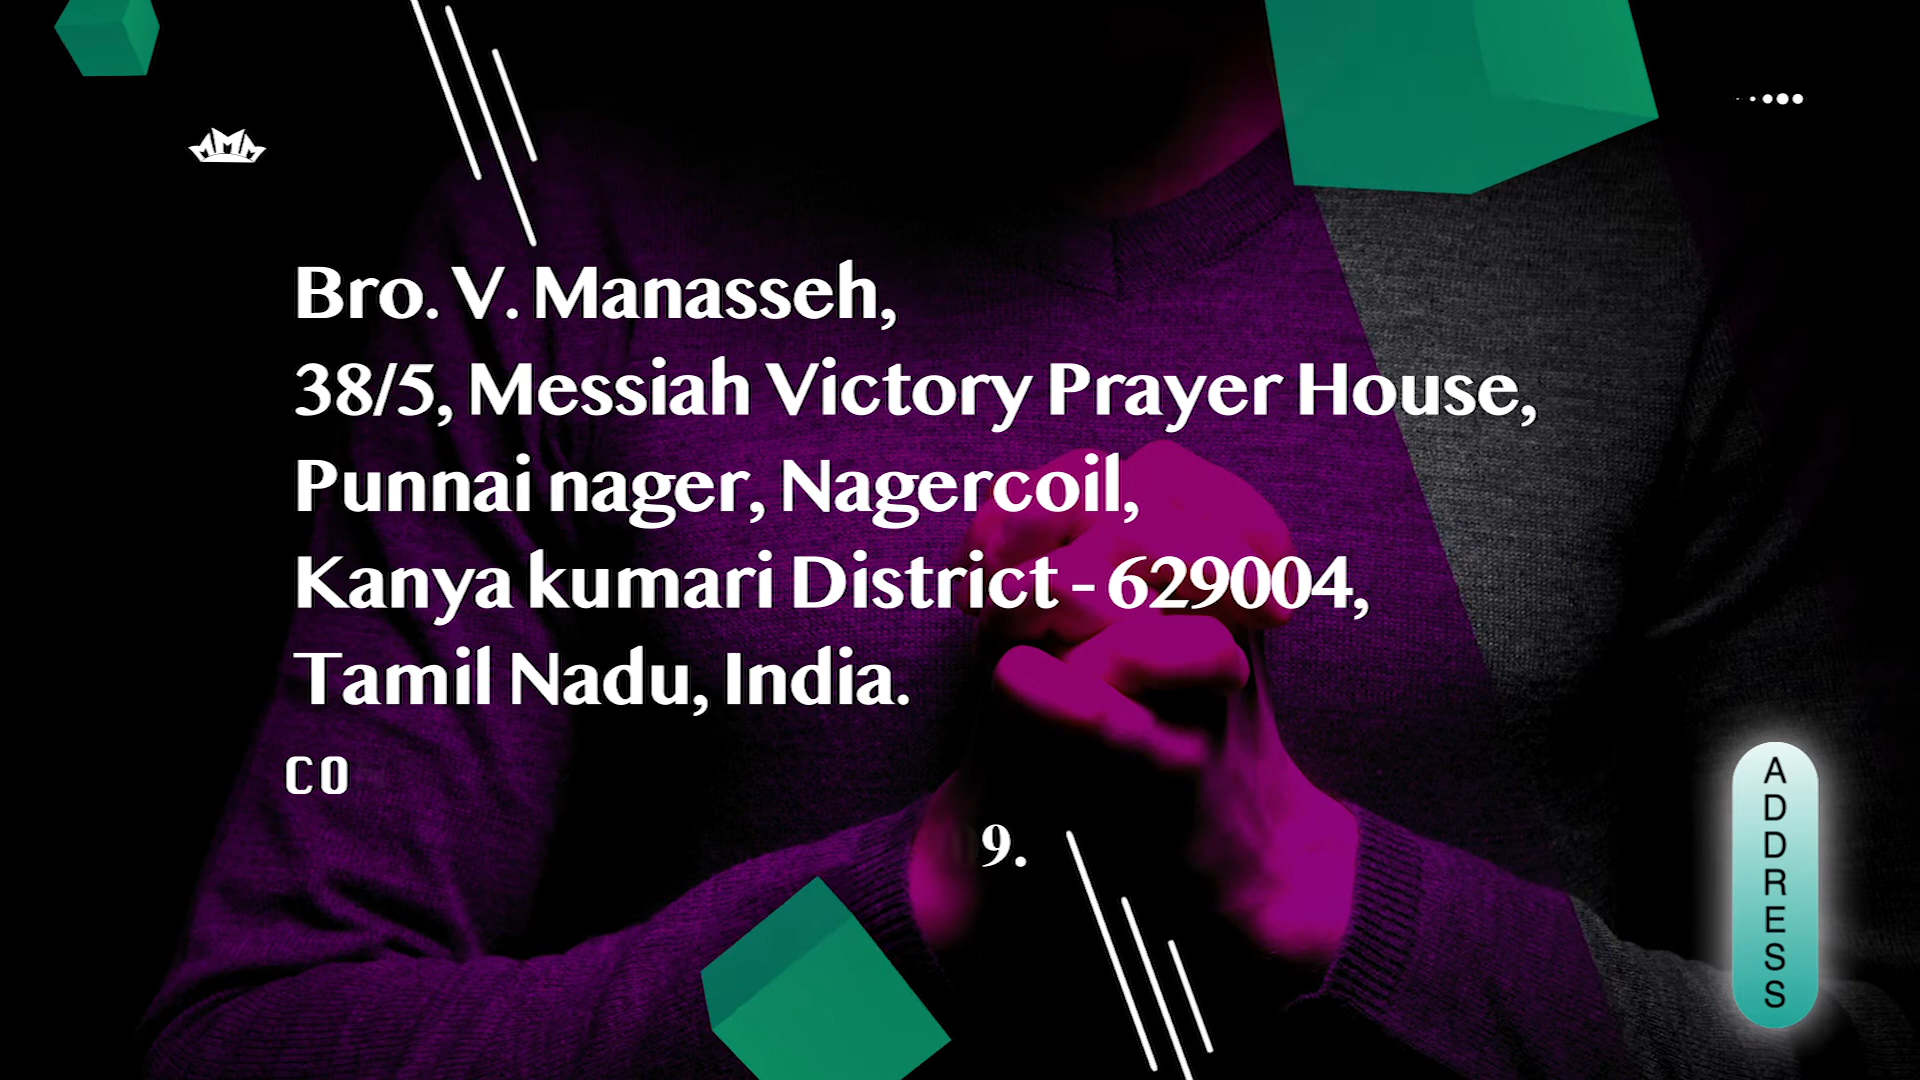 MMM
Bro. V. Manasseh,
38/5, Messiah Victory Prayer House,
Punnai nager, Nagercoil,
Kanya kumari District - 629004,
Tamil Nadu, India.
CO
9.
ADDRESS